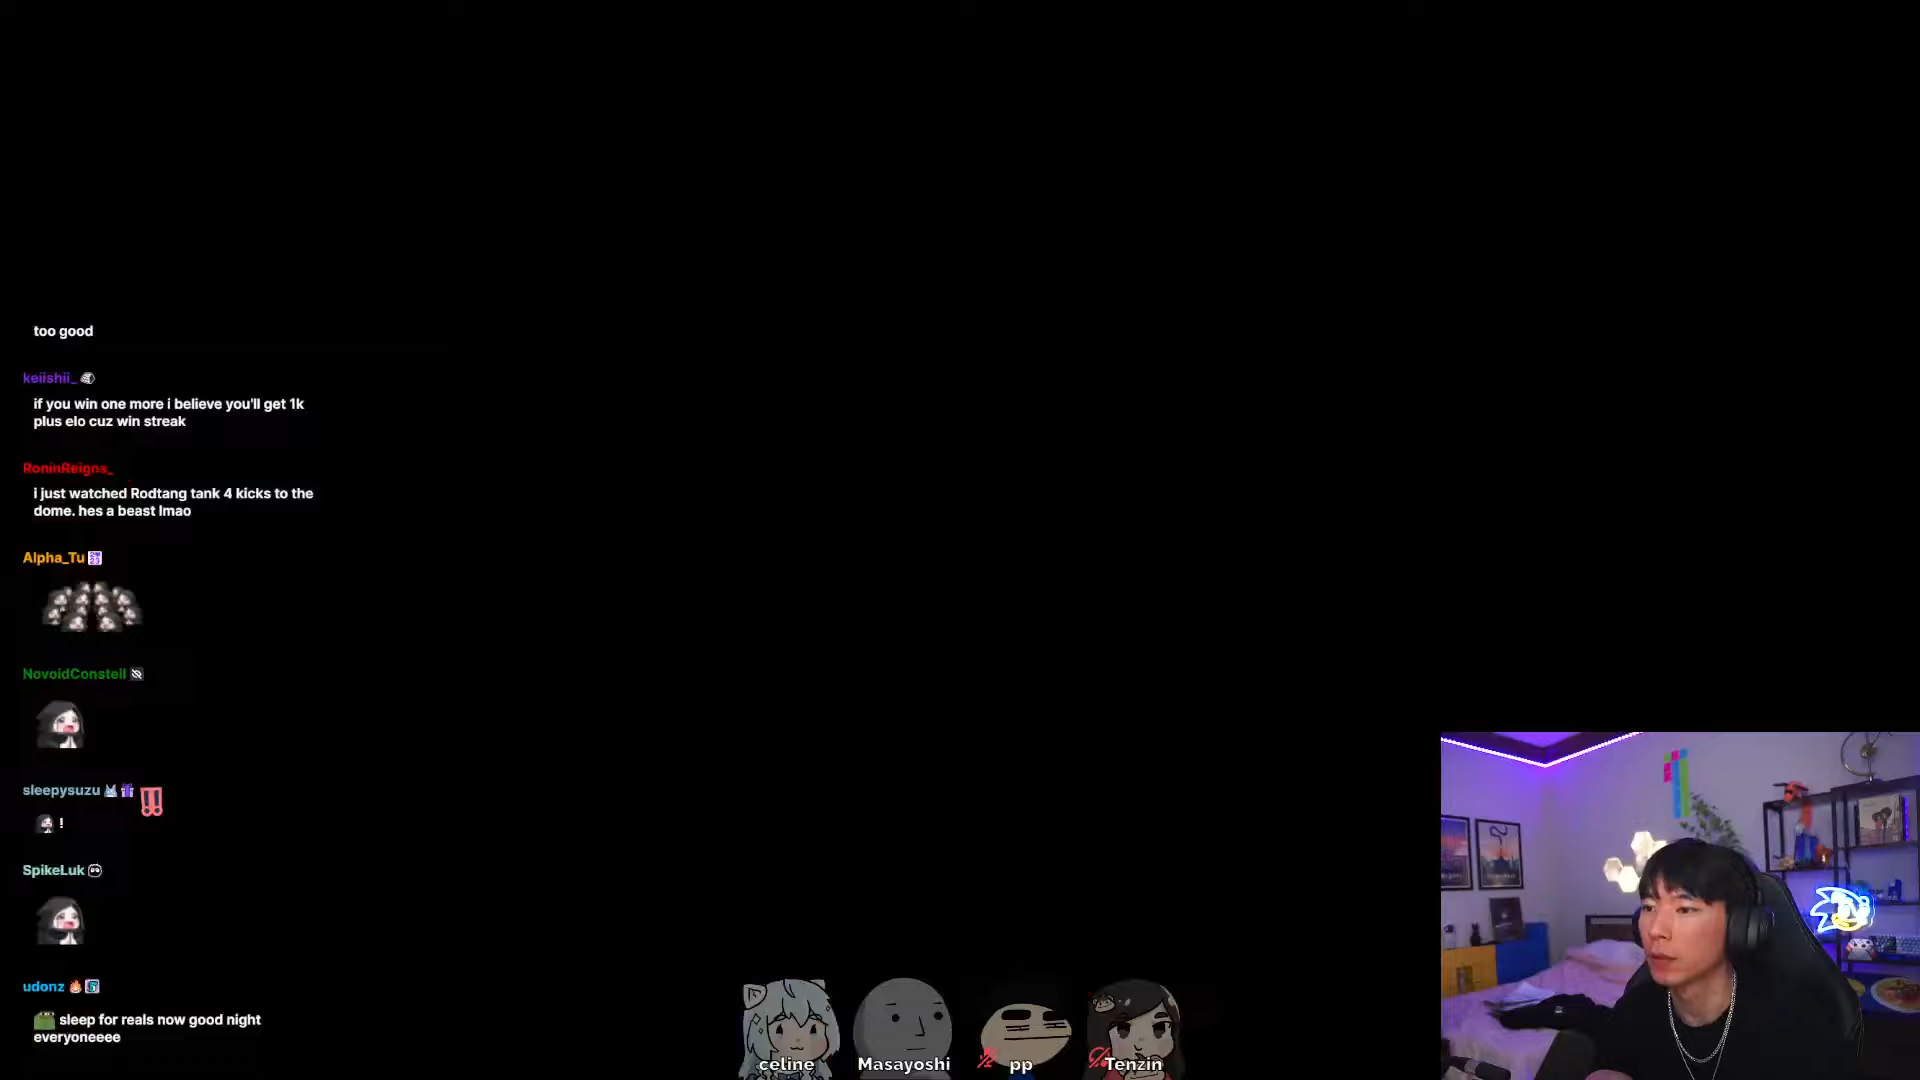 too good
keiishii_
if you win one more i believe you'll get 1k
plus elo cuz win streak
RoninReigns_
i just watched Rodtang tank 4 kicks to the
dome. hes a beast lmao
Alpha_Tu
NovoidConstell
sleepysuzu
!
SpikeLuk
udonz
sleep for reals now good night
everyoneeee
celine
Masayoshi
pp
Tenzin